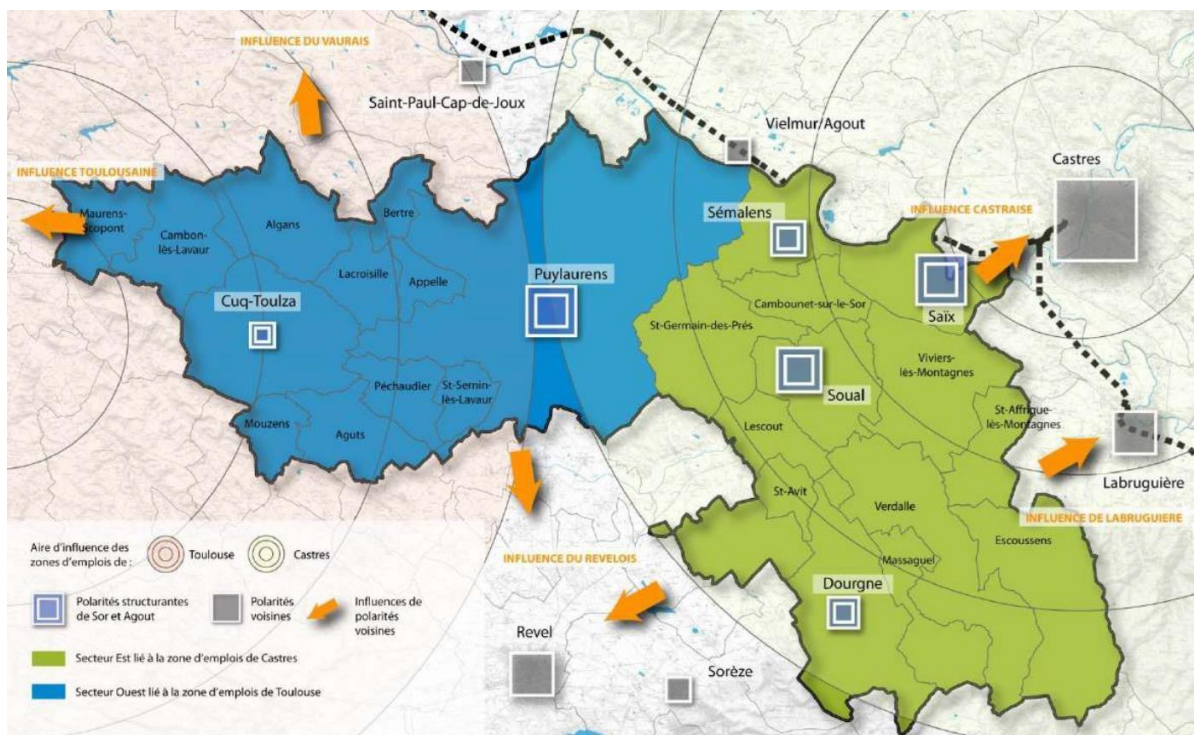 INFLUENCE DU VAURAIS
Saint-Paul-Cap-de-Joux
Vielmur/Agout
Castres
INFLUENCE TOULOUSAINE
Maurens-
Scopont
Cambon-
lès-Lavaur
Algans
Bertre
Sémalens
INFLUENCE CASTRAISE
Lacroisille
Appelle
Puylaurens
Cuq-Toulza
Cambounet-sur-le-Sor
Saïx
St-Germain-des-Prés
Viviers-
lès-Montagnes
Péchaudier
St-Sernin-
lès-Lavaur
Soual
St-Affrique-
lès-Montagnes
Mouzens
Aguts
Lescout
Labruguière
St-Avit
Verdalle
INFLUENCE DE LABRUGUIERE
Escoussens
Massaguel
INFLUENCE DU REVELOIS
Dourgne
Revel
Sorèze
Aire d'influence des
zones d'emplois de :
Toulouse
Castres
Polarités structurantes
de Sor et Agout
Polarités
voisines
Influences de
polarités
voisines
Secteur Est lié à la zone d'emplois de Castres
Secteur Ouest lié à la zone d'emplois de Toulouse